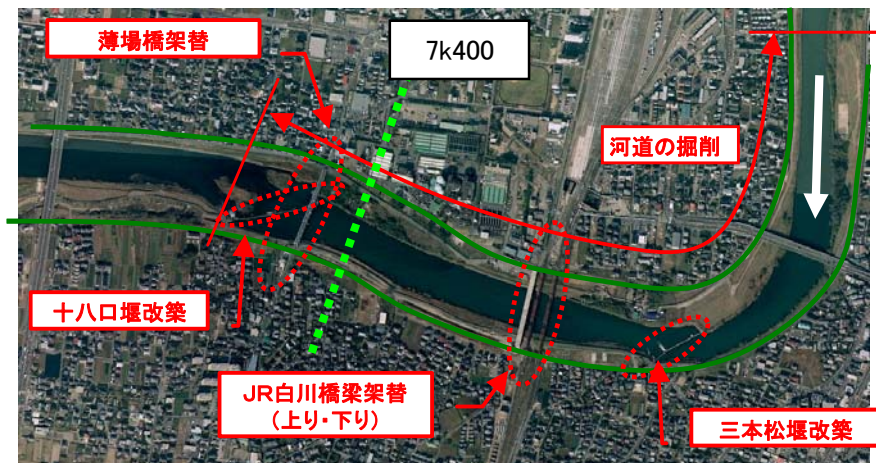 薄場橋架替
7k400
河道の掘削
十八口堰改築
JR白川橋梁架替
(上り・下り)
三本松堰改築